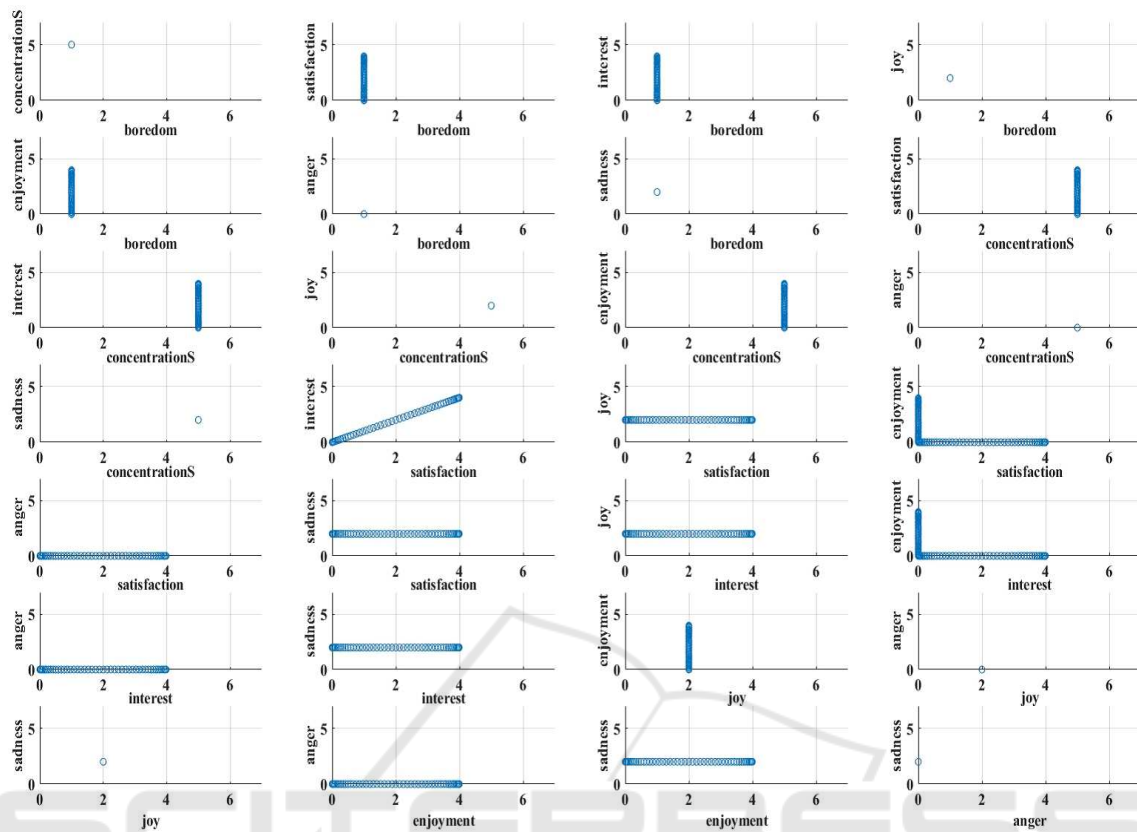 concentrationS 5 0 0 2 4 6 boredom
satisfaction 5 0 0 2 4 6 boredom
interest 5 0 0 2 4 6 boredom
joy 5 0 0 2 4 6 boredom
enjoyment 5 0 0 2 4 6 boredom
anger 5 0 0 2 4 6 boredom
sadness 5 0 0 2 4 6 boredom
satisfaction 5 0 0 2 4 6 concentrationS
interest 5 0 0 2 4 6 concentrationS
joy 5 0 0 2 4 6 concentrationS
enjoyment 5 0 0 2 4 6 concentrationS
anger 5 0 0 2 4 6 concentrationS
sadness 5 0 0 2 4 6 concentrationS
interest 5 0 0 2 4 6 satisfaction
joy 5 0 0 2 4 6 satisfaction
enjoyment 5 0 0 2 4 6 satisfaction
anger 5 0 0 2 4 6 satisfaction
sadness 5 0 0 2 4 6 satisfaction
joy 5 0 0 2 4 6 interest
enjoyment 5 0 0 2 4 6 interest
anger 5 0 0 2 4 6 interest
sadness 5 0 0 2 4 6 interest
enjoyment 5 0 0 2 4 6 joy
anger 5 0 0 2 4 6 joy
sadness 5 0 0 2 4 6 joy
anger 5 0 0 2 4 6 enjoyment
sadness 5 0 0 2 4 6 enjoyment
sadness 5 0 0 2 4 6 anger